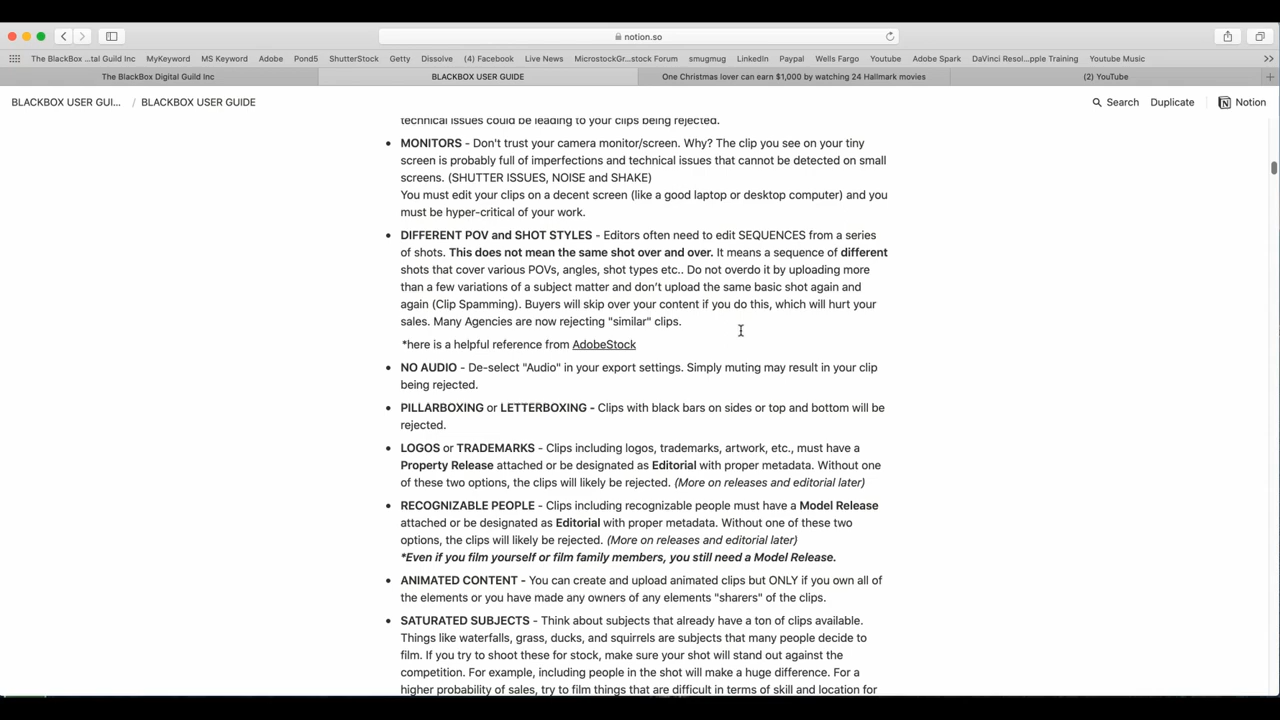 notion.so
The BlackBox ...tal Guild Inc MyKeyword MS Keyword Adobe Pond5 ShutterStock Getty Dissolve (4) Facebook Live News MicrostockGr...stock Forum smugmug LinkedIn Paypal Wells Fargo Youtube Adobe Spark DaVinci Resol...pple Training Youtube Music
The BlackBox Digital Guild Inc BLACKBOX USER GUIDE One Christmas lover can earn $1,000 by watching 24 Hallmark movies (2) YouTube
BLACKBOX USER GUI... / BLACKBOX USER GUIDE Search Duplicate Notion
technical issues could be leading to your clips being rejected.
• MONITORS - Don't trust your camera monitor/screen. Why? The clip you see on your tiny
screen is probably full of imperfections and technical issues that cannot be detected on small
screens. (SHUTTER ISSUES, NOISE and SHAKE)
You must edit your clips on a decent screen (like a good laptop or desktop computer) and you
must be hyper-critical of your work.
• DIFFERENT POV and SHOT STYLES - Editors often need to edit SEQUENCES from a series
of shots. This does not mean the same shot over and over. It means a sequence of different
shots that cover various POVs, angles, shot types etc.. Do not overdo it by uploading more
than a few variations of a subject matter and don't upload the same basic shot again and
again (Clip Spamming). Buyers will skip over your content if you do this, which will hurt your
sales. Many Agencies are now rejecting "similar" clips.
*here is a helpful reference from AdobeStock
• NO AUDIO - De-select "Audio" in your export settings. Simply muting may result in your clip
being rejected.
• PILLARBOXING or LETTERBOXING - Clips with black bars on sides or top and bottom will be
rejected.
• LOGOS or TRADEMARKS - Clips including logos, trademarks, artwork, etc., must have a
Property Release attached or be designated as Editorial with proper metadata. Without one
of these two options, the clips will likely be rejected. (More on releases and editorial later)
• RECOGNIZABLE PEOPLE - Clips including recognizable people must have a Model Release
attached or be designated as Editorial with proper metadata. Without one of these two
options, the clips will likely be rejected. (More on releases and editorial later)
*Even if you film yourself or film family members, you still need a Model Release.
• ANIMATED CONTENT - You can create and upload animated clips but ONLY if you own all of
the elements or you have made any owners of any elements "sharers" of the clips.
• SATURATED SUBJECTS - Think about subjects that already have a ton of clips available.
Things like waterfalls, grass, ducks, and squirrels are subjects that many people decide to
film. If you try to shoot these for stock, make sure your shot will stand out against the
competition. For example, including people in the shot will make a huge difference. For a
higher probability of sales, try to film things that are difficult in terms of skill and location for